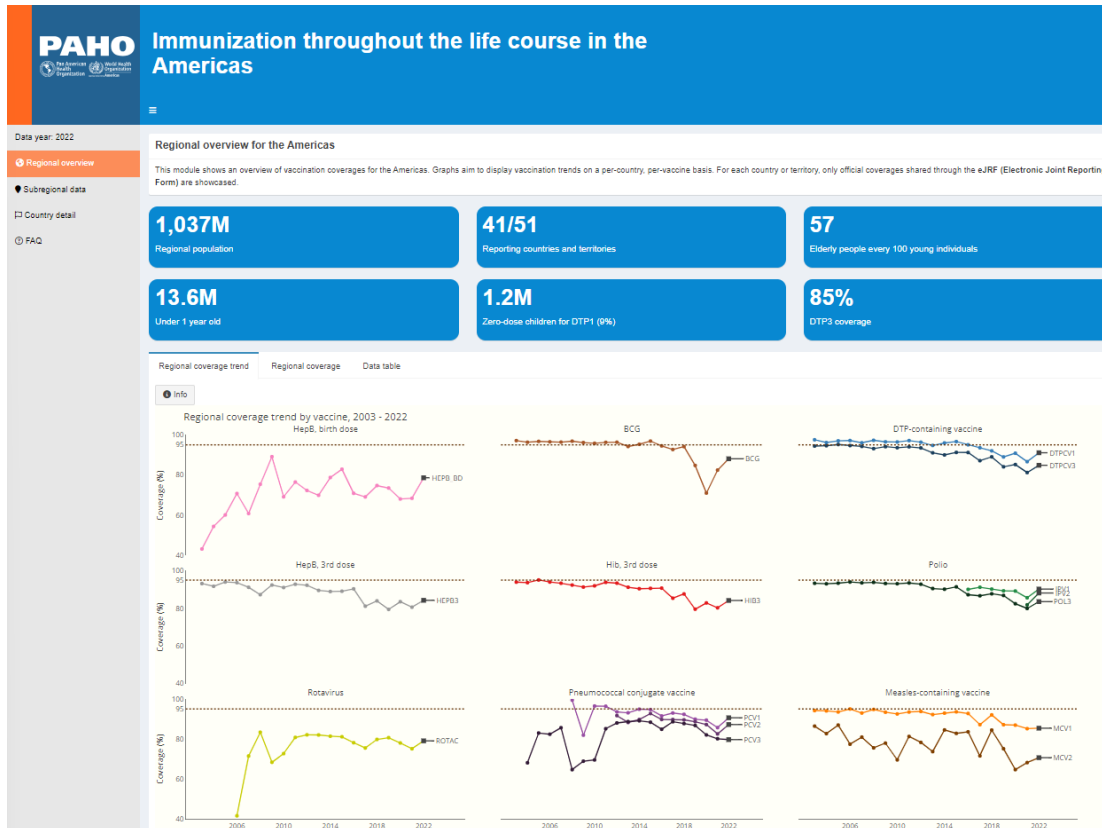 PAHO
Pan American
Health
Organization
World Health
Organization
Americas
Immunization throughout the life course in the
Americas
Data year: 2022
Regional overview
Subregional data
Country detail
FAQ
Regional overview for the Americas
This module shows an overview of vaccination coverages for the Americas. Graphs aim to display vaccination trends on a per-country, per-vaccine basis. For each country or territory, only official coverages shared through the eJRF (Electronic Joint Reporting
Form) are showcased.
1,037M
Regional population
41/51
Reporting countries and territories
57
Elderly people every 100 young individuals
13.6M
Under 1 year old
1.2M
Zero-dose children for DTP1 (9%)
85%
DTP3 coverage
Regional coverage trend
Regional coverage
Data table
Info
Regional coverage trend by vaccine, 2003 - 2022
HepB, birth dose
BCG
DTP-containing vaccine
100
95
80
60
40
Coverage (%)
HEPB_BD
BCG
DTPCV1
DTPCV3
HepB, 3rd dose
Hib, 3rd dose
Polio
100
95
80
60
40
Coverage (%)
HEPB3
HIB3
IPV1
IPV2
POL3
Rotavirus
Pneumococcal conjugate vaccine
Measles-containing vaccine
100
95
80
60
40
Coverage (%)
ROTAC
PCV1
PCV2
PCV3
MCV1
MCV2
2006 2010 2014 2018 2022
2006 2010 2014 2018 2022
2006 2010 2014 2018 2022